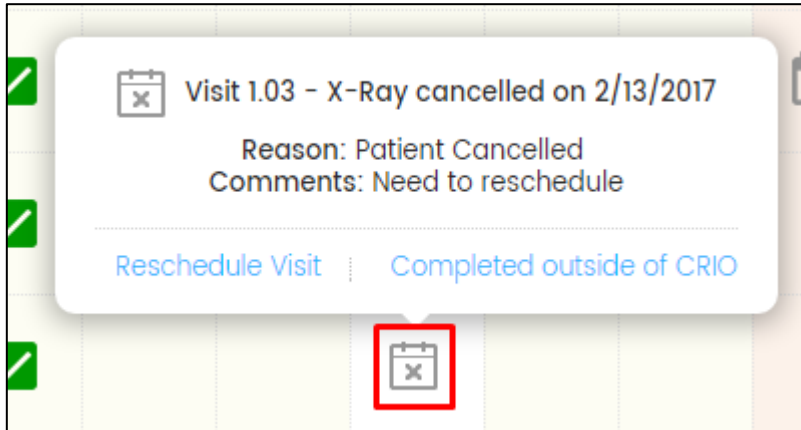 Visit 1.03 - X-Ray cancelled on 2/13/2017
Reason: Patient Cancelled
Comments: Need to reschedule
Reschedule Visit
Completed outside of CRIO